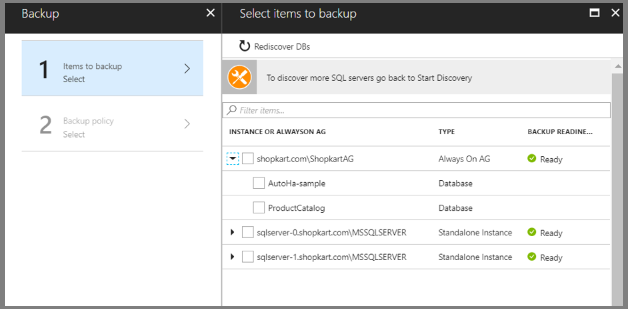 Backup
Select items to backup
1
Items to backup
Select
2
Backup policy
Select
Rediscover DBs
To discover more SQL servers go back to Start Discovery
Filter items...
INSTANCE OR ALWAYSON AG TYPE BACKUP READINE...
shopkart.com\ShopkartAG Always On AG Ready
AutoHa-sample Database
ProductCatalog Database
sqlserver-0.shopkart.com\MSSQLSERVER Standalone Instance Ready
sqlserver-1.shopkart.com\MSSQLSERVER Standalone Instance Ready